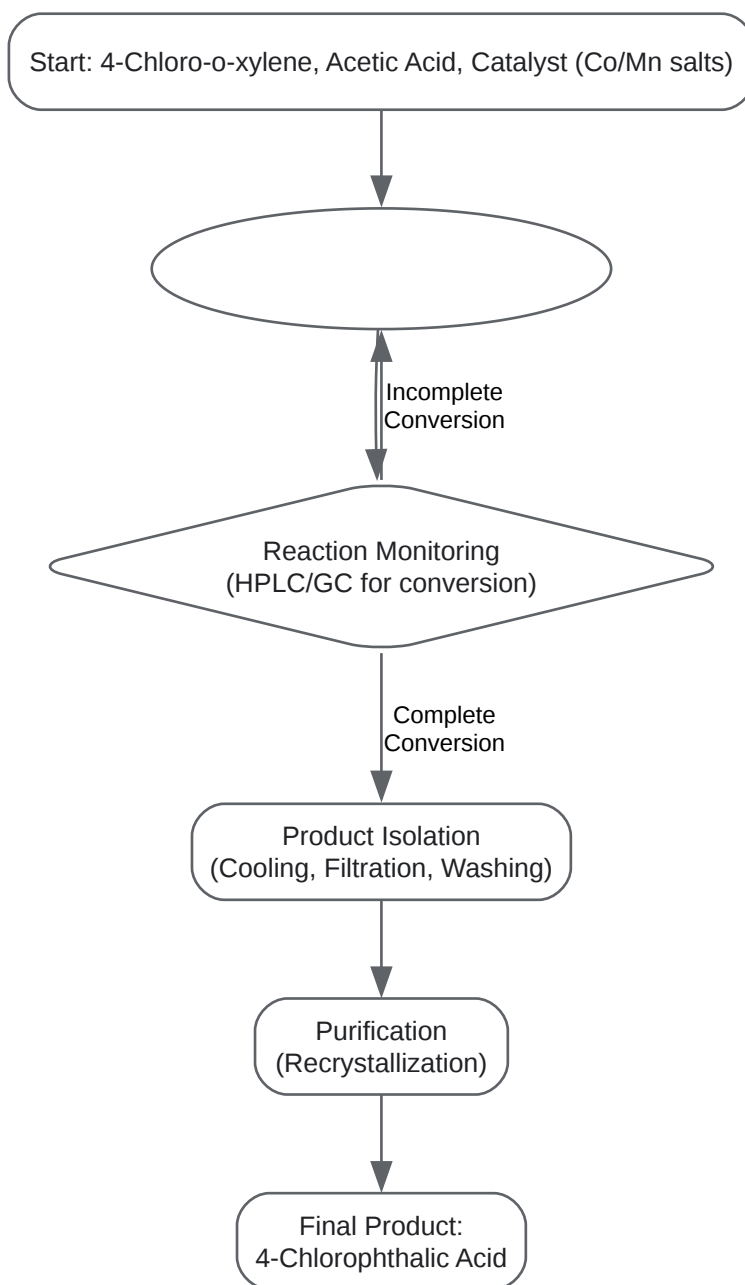 Start: 4-Chloro-o-xylene, Acetic Acid, Catalyst (Co/Mn salts)
Incomplete
Conversion
Reaction Monitoring
(HPLC/GC for conversion)
Complete
Conversion
Product Isolation
(Cooling, Filtration, Washing)
Purification
(Recrystallization)
Final Product:
4-Chlorophthalic Acid